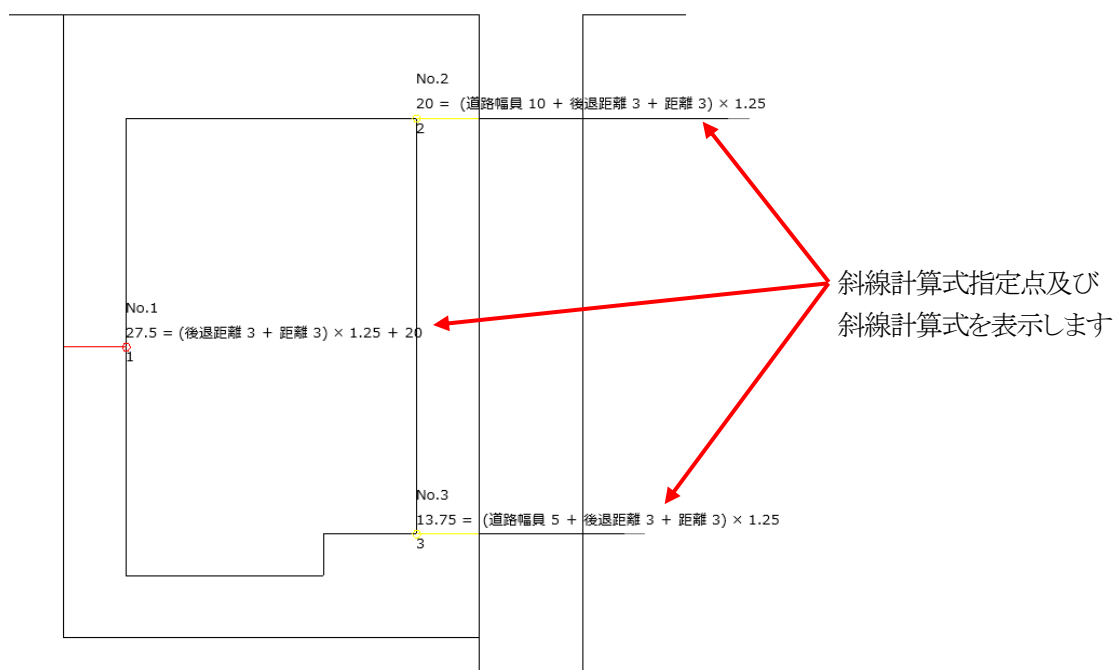 No.2
20 = (道路幅員 10 + 後退距離 3 + 距離 3) × 1.25
2
斜線計算式指定点及び
斜線計算式を表示します
No.1
27.5 = (後退距離 3 + 距離 3) × 1.25 + 20
1
No.3
13.75 = (道路幅員 5 + 後退距離 3 + 距離 3) × 1.25
3